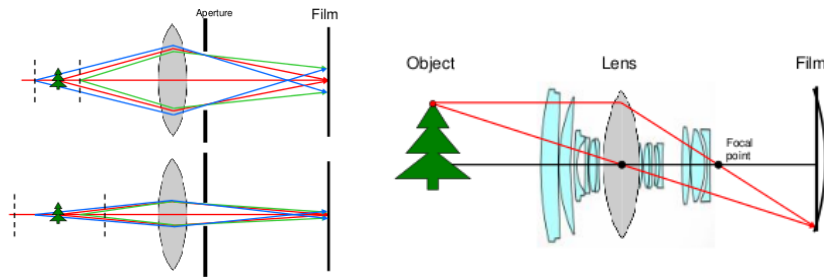 Aperture
Film
Object
Lens
Film
Focal
point